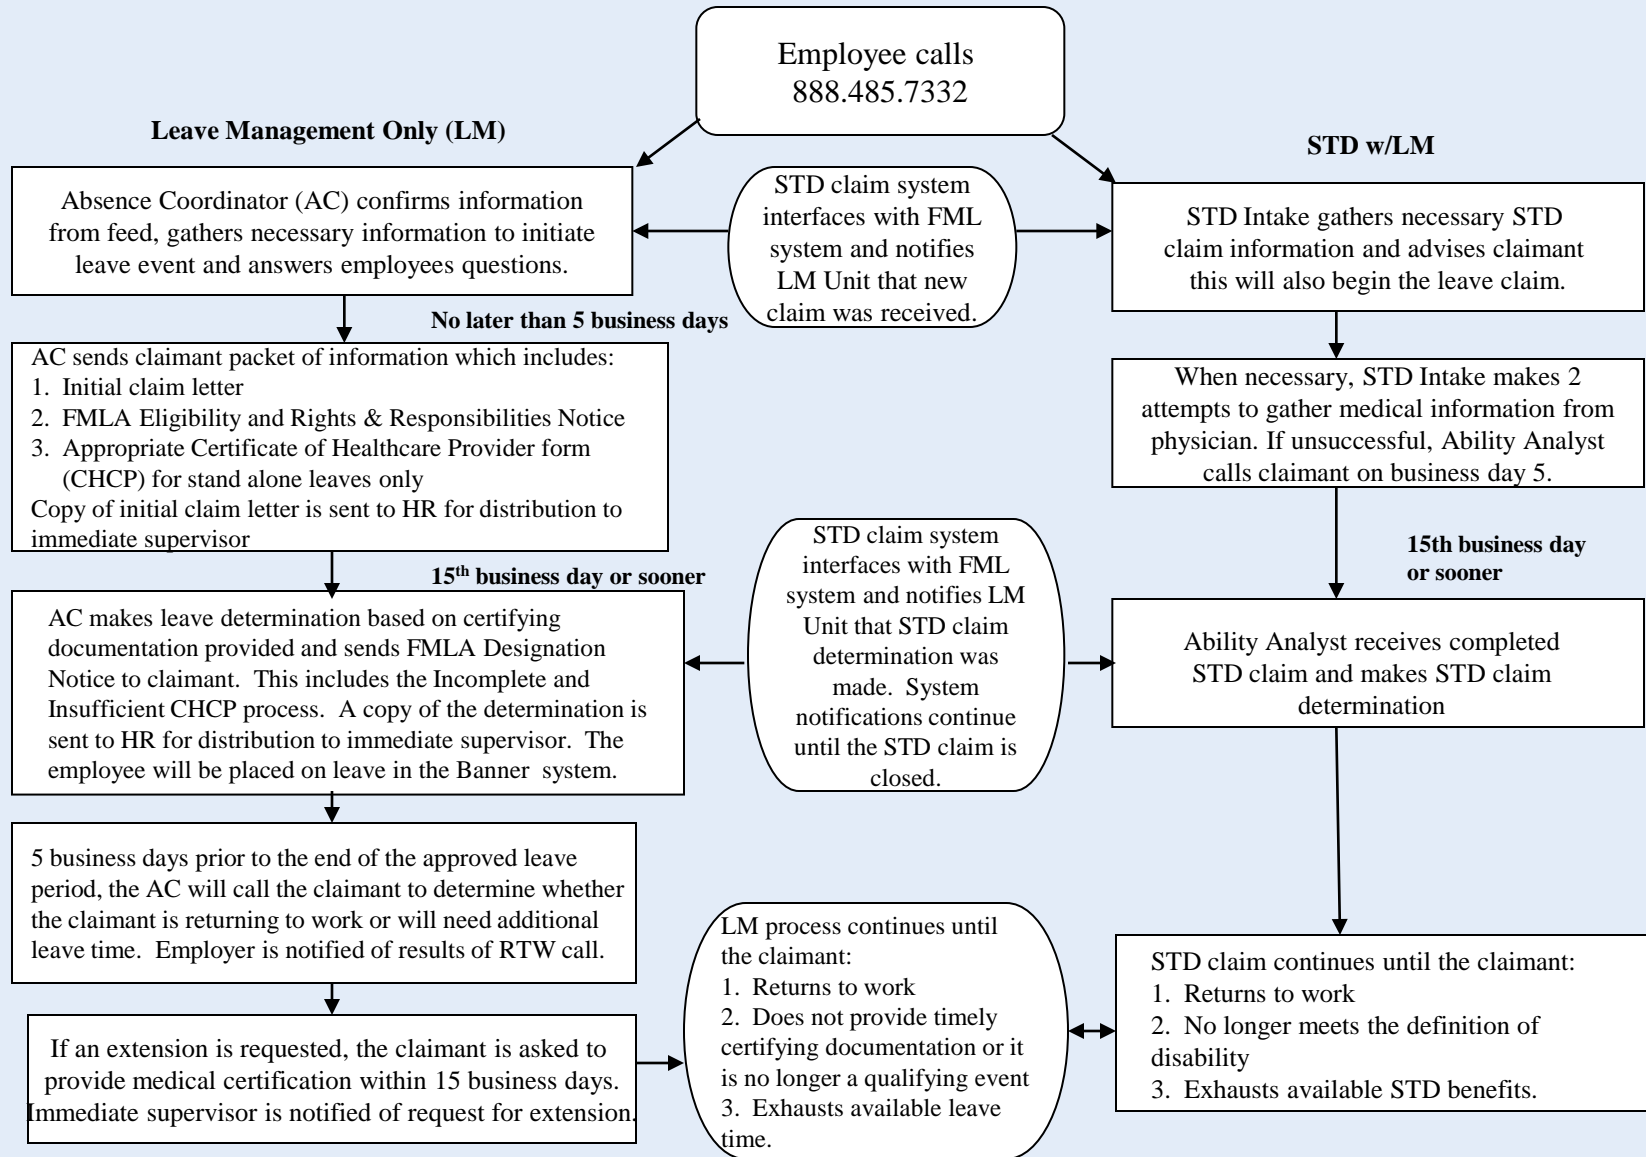 Employee calls
888.485.7332
Leave Management Only (LM)
STD w/LM
Absence Coordinator (AC) confirms information
from feed, gathers necessary information to initiate
leave event and answers employees questions.
STD claim system
interfaces with FML
system and notifies
LM Unit that new
claim was received.
STD Intake gathers necessary STD
claim information and advises claimant
this will also begin the leave claim.
No later than 5 business days
AC sends claimant packet of information which includes:
1. Initial claim letter
2. FMLA Eligibility and Rights & Responsibilities Notice
3. Appropriate Certificate of Healthcare Provider form
(CHCP) for stand alone leaves only
Copy of initial claim letter is sent to HR for distribution to
immediate supervisor
When necessary, STD Intake makes 2
attempts to gather medical information from
physician. If unsuccessful, Ability Analyst
calls claimant on business day 5.
15th business day or sooner
STD claim system
interfaces with FML
system and notifies LM
Unit that STD claim
determination was
made. System
notifications continue
until the STD claim is
closed.
15th business day
or sooner
AC makes leave determination based on certifying
documentation provided and sends FMLA Designation
Notice to claimant. This includes the Incomplete and
Insufficient CHCP process. A copy of the determination is
sent to HR for distribution to immediate supervisor. The
employee will be placed on leave in the Banner system.
Ability Analyst receives completed
STD claim and makes STD claim
determination
5 business days prior to the end of the approved leave
period, the AC will call the claimant to determine whether
the claimant is returning to work or will need additional
leave time. Employer is notified of results of RTW call.
If an extension is requested, the claimant is asked to
provide medical certification within 15 business days.
Immediate supervisor is notified of request for extension.
LM process continues until
the claimant:
1. Returns to work
2. Does not provide timely
certifying documentation or it
is no longer a qualifying event
3. Exhausts available leave
time.
STD claim continues until the claimant:
1. Returns to work
2. No longer meets the definition of
disability
3. Exhausts available STD benefits.